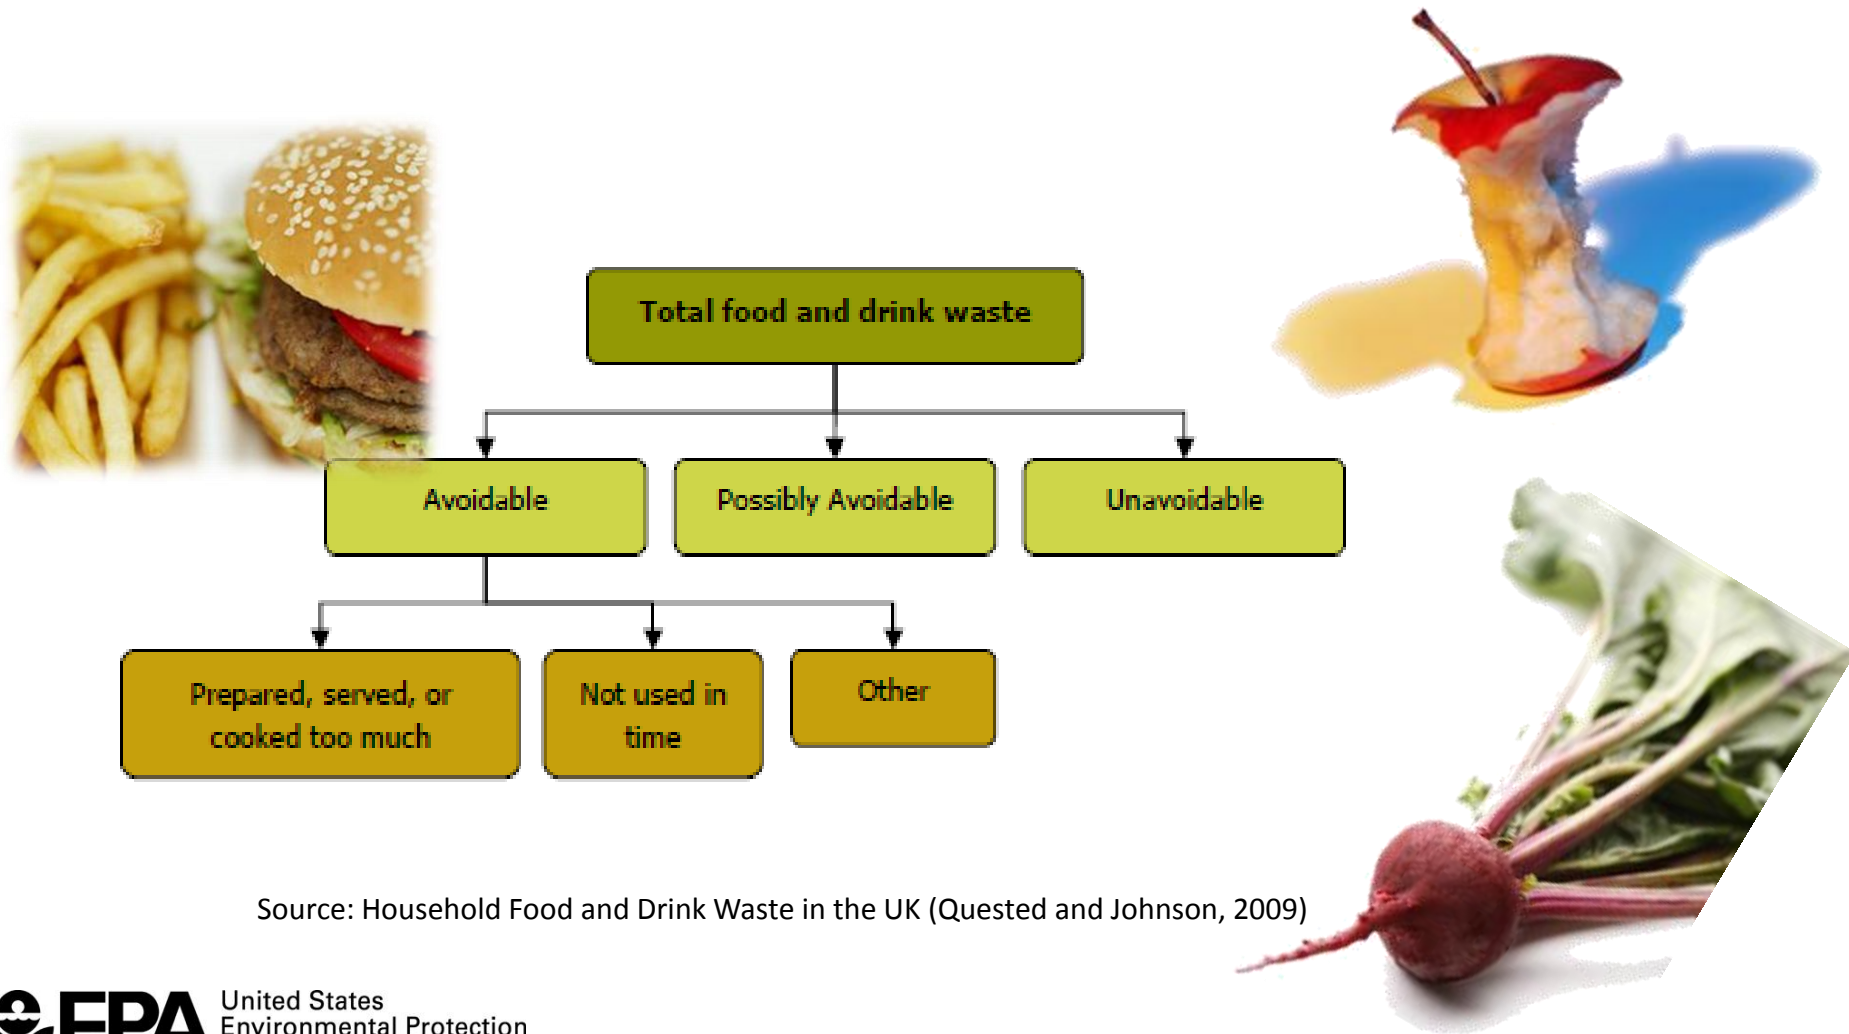 Total food and drink waste
Avoidable
Possibly Avoidable
Unavoidable
Prepared, served, or
cooked too much
Not used in
time
Other
Source: Household Food and Drink Waste in the UK (Quested and Johnson, 2009)
EPA
United States
Environmental Protection